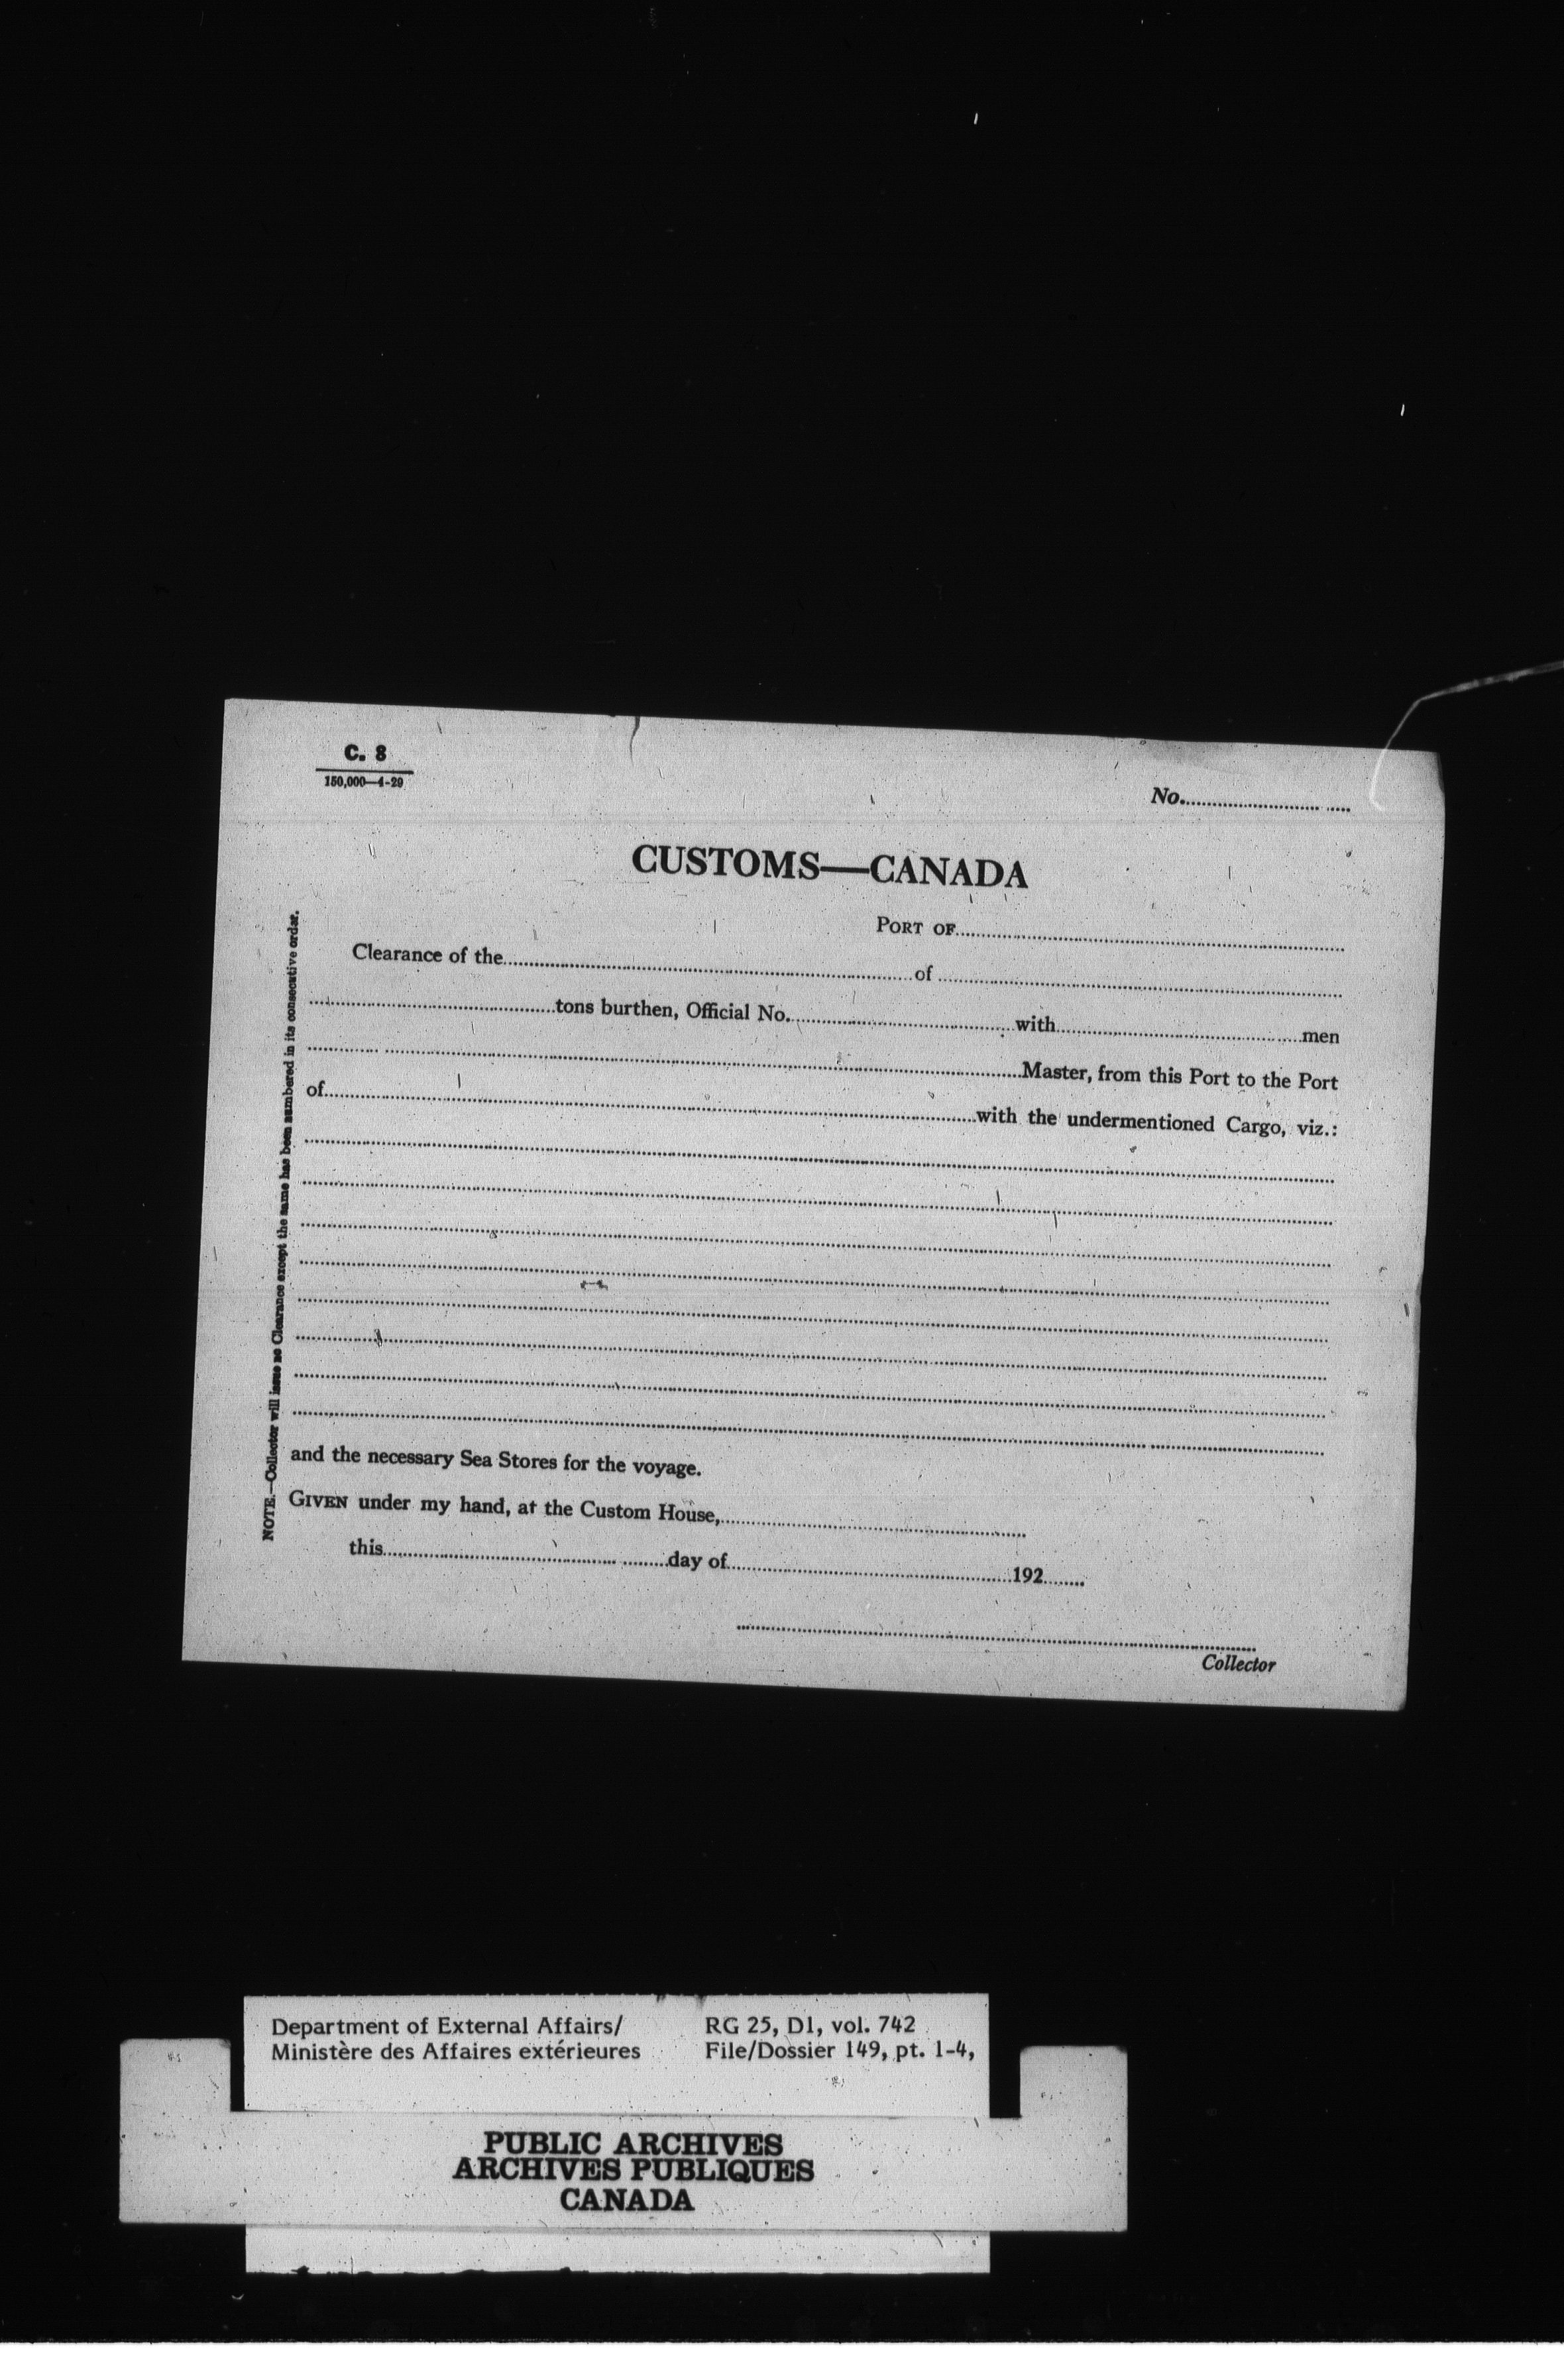 C. 8
150,000—4-29
No.
CUSTOMS—CANADA
PORT OF
Clearance of the of
tons burthen, Official No. with men
Master, from this Port to the Port
of with the undermentioned Cargo, viz.:
and the necessary Sea Stores for the voyage.
GIVEN under my hand, at the Custom House,
this day of 192
Collector
NOTE.—Collector will issue no Clearance except the same has been numbered in its consecutive order.
Department of External Affairs/ RG 25, D1, vol. 742
Ministère des Affaires extérieures File/Dossier 149, pt. 1-4,
PUBLIC ARCHIVES
ARCHIVES PUBLIQUES
CANADA